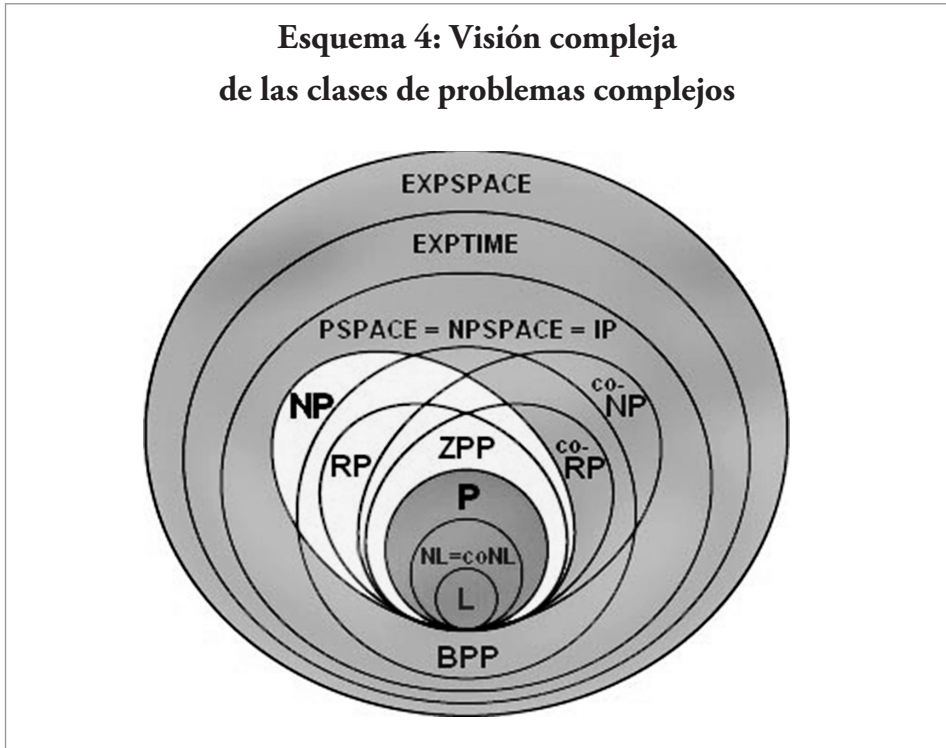 Esquema 4: Visión compleja
de las clases de problemas complejos
EXPSPACE
EXPTIME
PSPACE = NPSPACE = IP
NP
co-
NP
RP
ZPP
co-
RP
P
NL=coNL
L
BPP